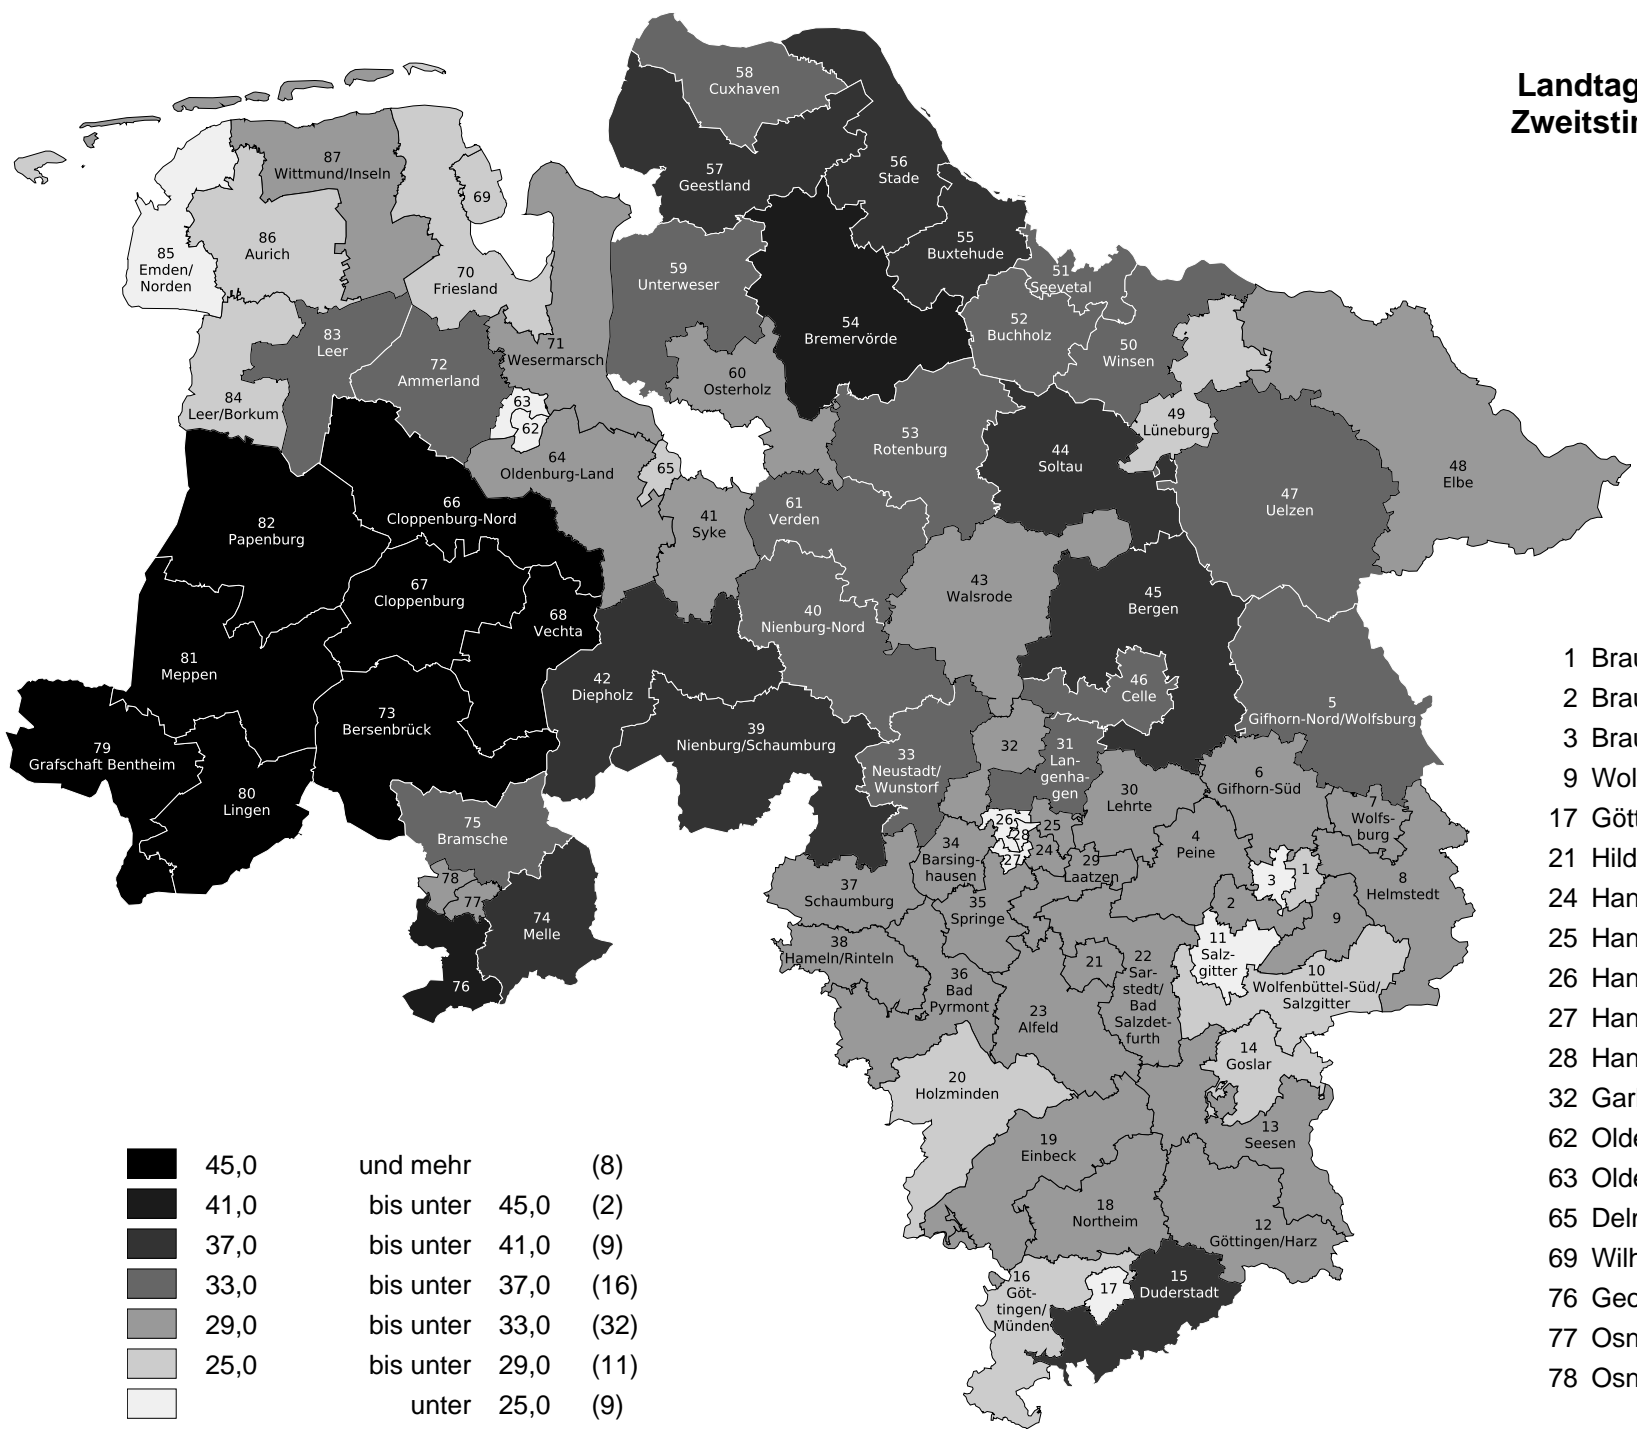 Landtag
Zweitstin
58
Cuxhaven
87
Wittmund/Inseln
57
Geestland
56
Stade
69
86
Aurich
85
Emden/
Norden
70
Friesland
59
Unterweser
55
Buxtehude
51
Seevetal
54
Bremervörde
52
Buchholz
50
Winsen
83
Leer
72
Ammerland
71
Wesermarsch
60
Osterholz
84
Leer/Borkum
63
62
49
Lüneburg
64
Oldenburg-Land
65
53
Rotenburg
44
Soltau
48
Elbe
47
Uelzen
82
Papenburg
66
Cloppenburg-Nord
41
Syke
61
Verden
67
Cloppenburg
68
Vechta
40
Nienburg-Nord
43
Walsrode
45
Bergen
81
Meppen
42
Diepholz
46
Celle
5
Gifhorn-Nord/Wolfsburg
79
Grafschaft Bentheim
73
Bersenbrück
39
Nienburg/Schaumburg
33
Neustadt/
Wunstorf
32
31
Lan-
genha-
gen
80
Lingen
30
Lehrte
6
Gifhorn-Süd
7
Wolfs-
burg
75
Bramsche
26
28
25
24
27
34
Barsing-
hausen
29
Laatzen
4
Peine
3
1
8
Helmstedt
78
77
74
Melle
37
Schaumburg
35
Springe
2
9
38
Hameln/Rinteln
11
Salz-
gitter
76
36
Bad
Pyrmont
21
22
Sar-
stedt/
Bad
Salzdet-
furth
10
Wolfenbüttel-Süd/
Salzgitter
23
Alfeld
14
Goslar
20
Holzminden
13
Seesen
19
Einbeck
18
Northeim
12
Göttingen/Harz
16
Göt-
tingen/
Münden
17
15
Duderstadt
45,0 und mehr (8)
41,0 bis unter 45,0 (2)
37,0 bis unter 41,0 (9)
33,0 bis unter 37,0 (16)
29,0 bis unter 33,0 (32)
25,0 bis unter 29,0 (11)
unter 25,0 (9)
1 Brau
2 Brau
3 Brau
9 Wol
17 Gött
21 Hild
24 Han
25 Han
26 Han
27 Han
28 Han
32 Gar
62 Olde
63 Olde
65 Deln
69 Wilh
76 Geo
77 Osn
78 Osn